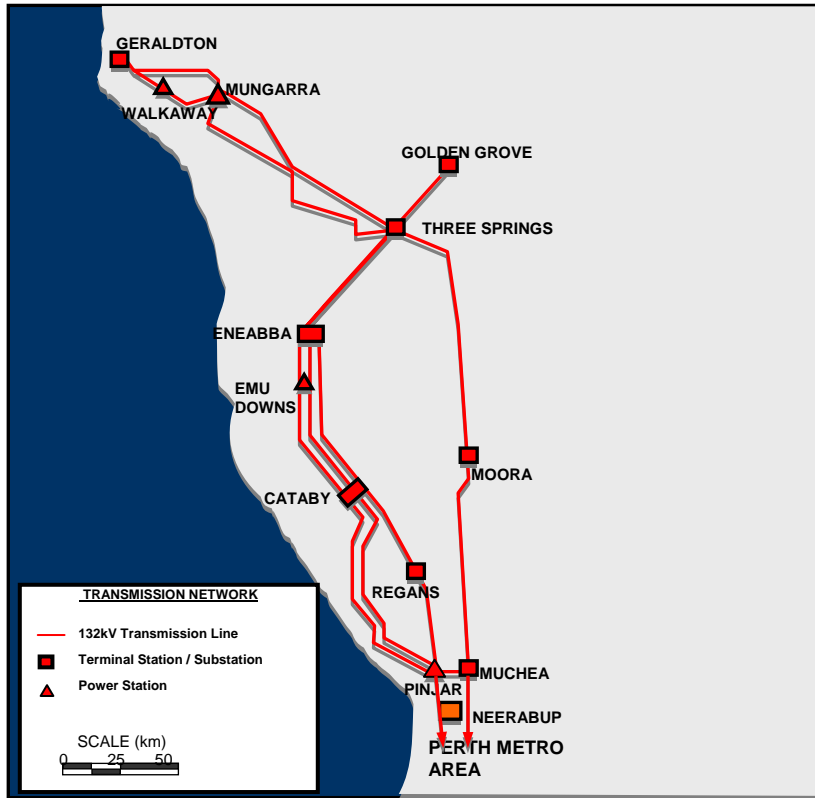 GERALDTON
MUNGARRA
WALKAWAY
GOLDEN GROVE
THREE SPRINGS
ENEABBA
EMU
DOWNS
MOORA
CATABY
REGANS
MUCHEA
PINJAR
NEERABUP
PERTH METRO
AREA
TRANSMISSION NETWORK
132kV Transmission Line
Terminal Station / Substation
Power Station
SCALE (km)
0 25 50